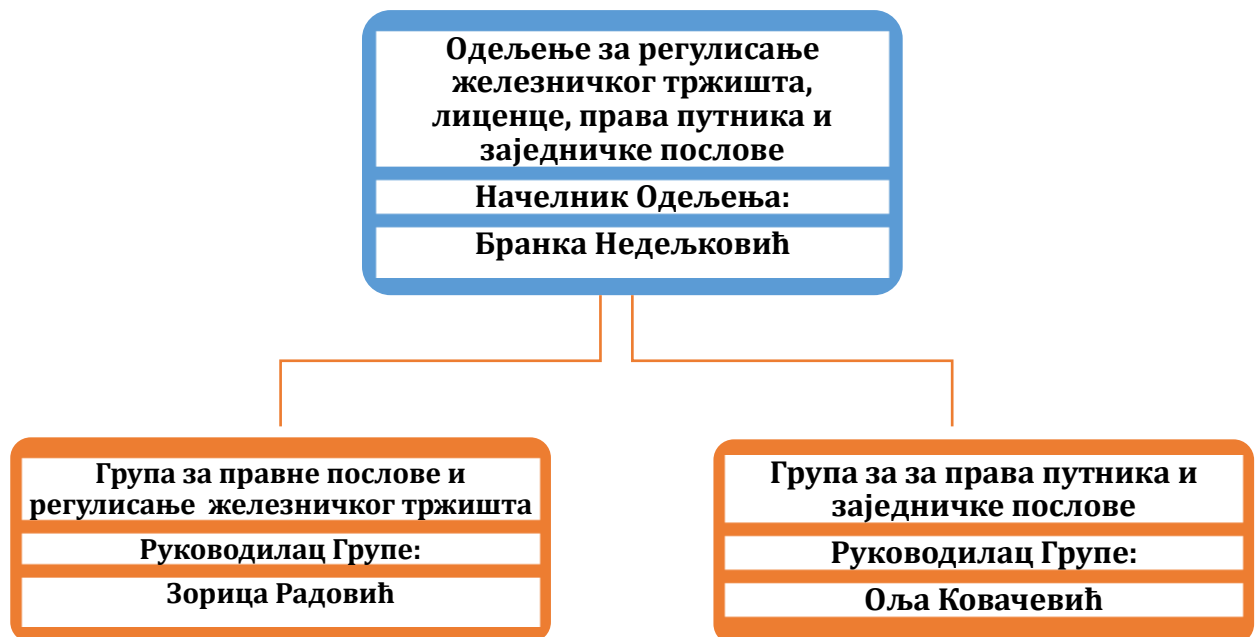 Одељење за регулисање
железничког тржишта,
лиценце, права путника и
заједничке послове
Начелник Одељења:
Бранка Недељковић
Група за правне послове и
регулисање железничког тржишта
Руководилац Групе:
Зорица Радовић
Група за за права путника и
заједничке послове
Руководилац Групе:
Оља Ковачевић